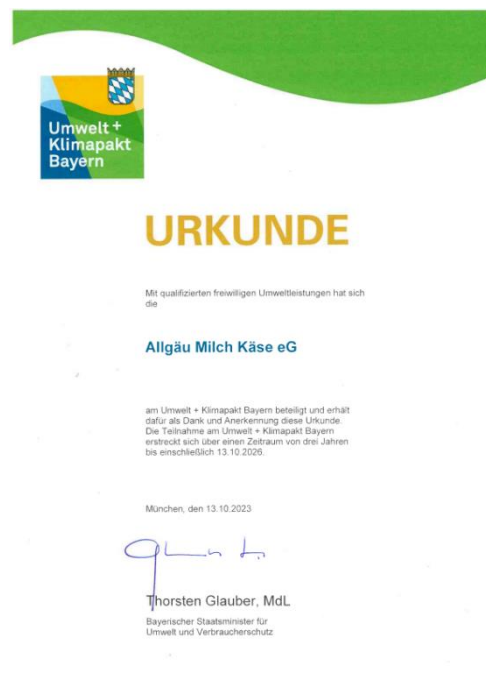 Umwelt +
Klimapakt
Bayern
URKUNDE
Mit qualifizierten freiwilligen Umweltleistungen hat sich
die
Allgäu Milch Käse eG
am Umwelt + Klimapakt Bayern beteiligt und erhält
dafür als Dank und Anerkennung diese Urkunde.
Die Teilnahme am Umwelt + Klimapakt Bayern
erstreckt sich über einen Zeitraum von drei Jahren
bis einschließlich 13.10.2026.
München, den 13.10.2023
Thorsten Glauber, MdL
Bayerischer Staatsminister für
Umwelt und Verbraucherschutz